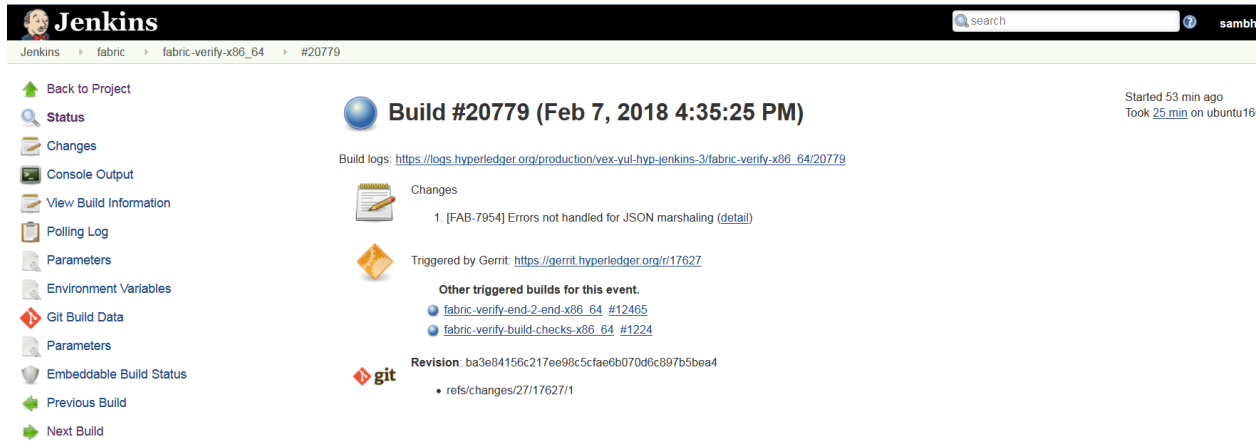 Jenkins
search
sambh
Jenkins fabric fabric-verify-x86_64 #20779
Back to Project
Status
Changes
Console Output
View Build Information
Polling Log
Parameters
Environment Variables
Git Build Data
Parameters
Embeddable Build Status
Previous Build
Next Build
Build #20779 (Feb 7, 2018 4:35:25 PM)
Started 53 min ago
Took 25 min on ubuntu16
Build logs: https://logs.hyperledger.org/production/vex-yul-hyp-jenkins-3/fabric-verify-x86_64/20779
Changes
1. [FAB-7954] Errors not handled for JSON marshaling (detail)
Triggered by Gerrit: https://gerrit.hyperledger.org/r/17627
Other triggered builds for this event.
fabric-verify-end-2-end-x86_64 #12465
fabric-verify-build-checks-x86_64 #1224
git
Revision: ba3e84156c217ee98c5cfae6b070d6c897b5bea4
• refs/changes/27/17627/1